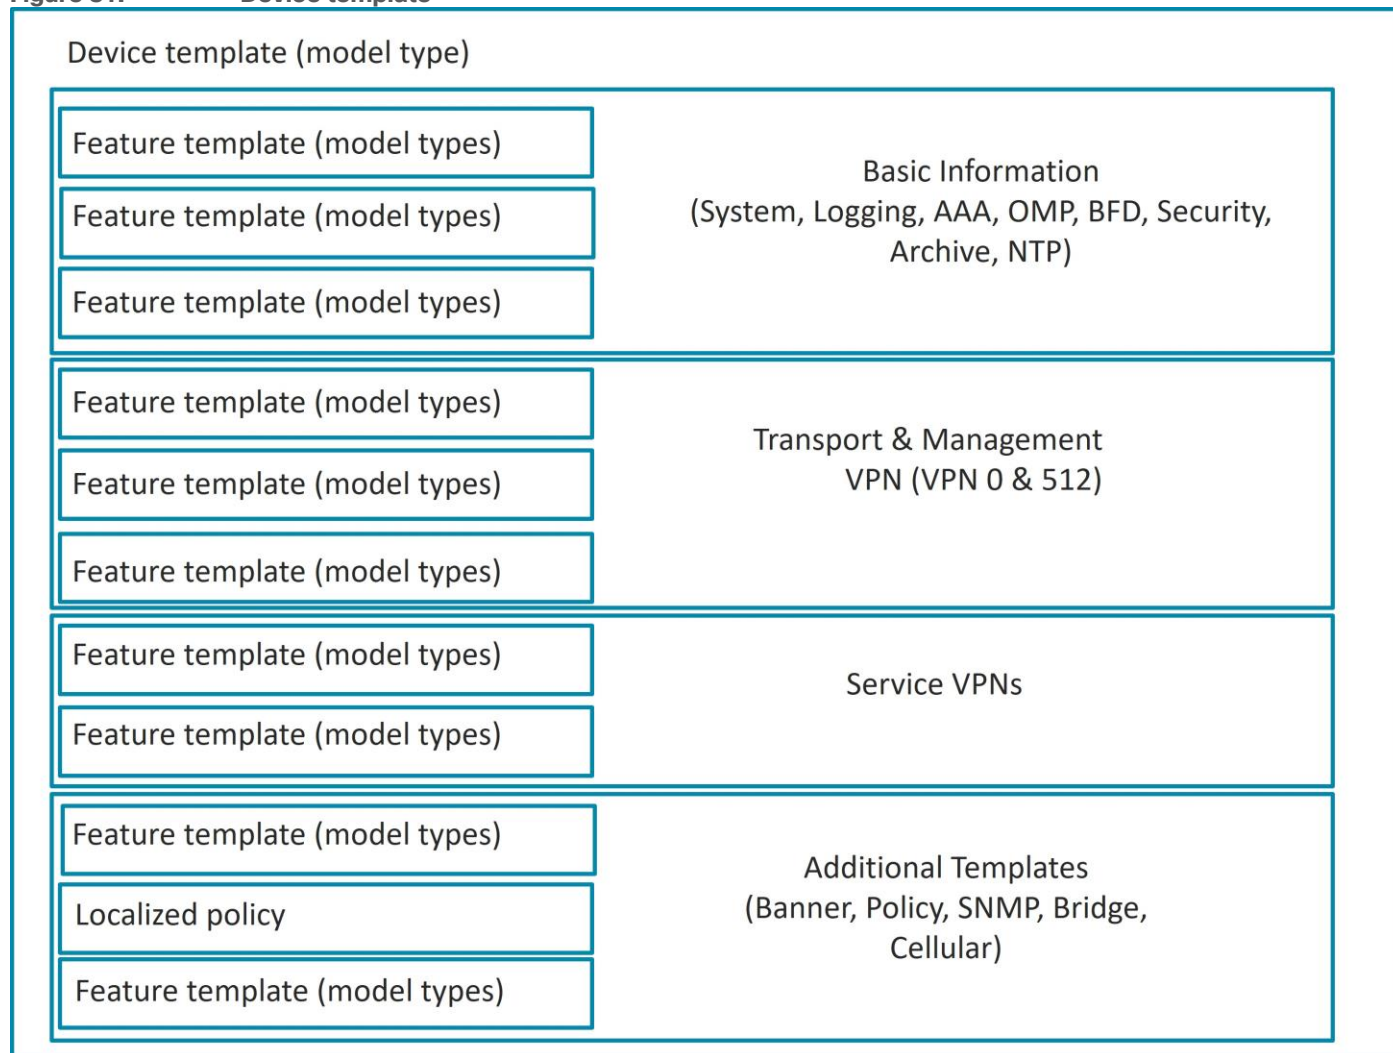 Device template
Device template (model type)
Feature template (model types)
Feature template (model types)
Feature template (model types)
Basic Information
(System, Logging, AAA, OMP, BFD, Security,
Archive, NTP)
Feature template (model types)
Feature template (model types)
Feature template (model types)
Transport & Management
VPN (VPN 0 & 512)
Feature template (model types)
Feature template (model types)
Service VPNs
Feature template (model types)
Localized policy
Feature template (model types)
Additional Templates
(Banner, Policy, SNMP, Bridge,
Cellular)